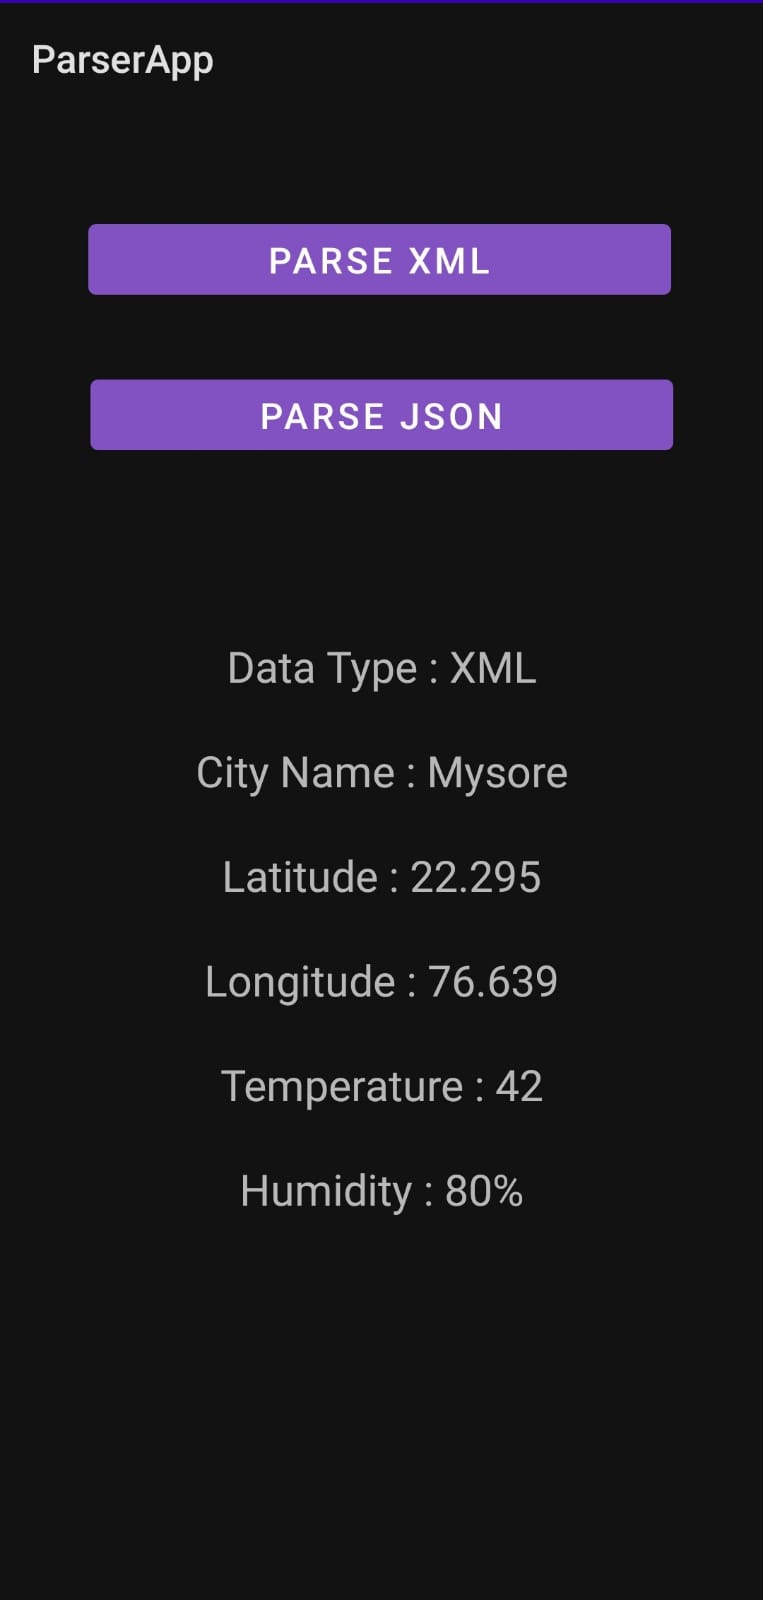 ParserApp
PARSE XML
PARSE JSON
Data Type : XML
City Name : Mysore
Latitude : 22.295
Longitude : 76.639
Temperature : 42
Humidity : 80%